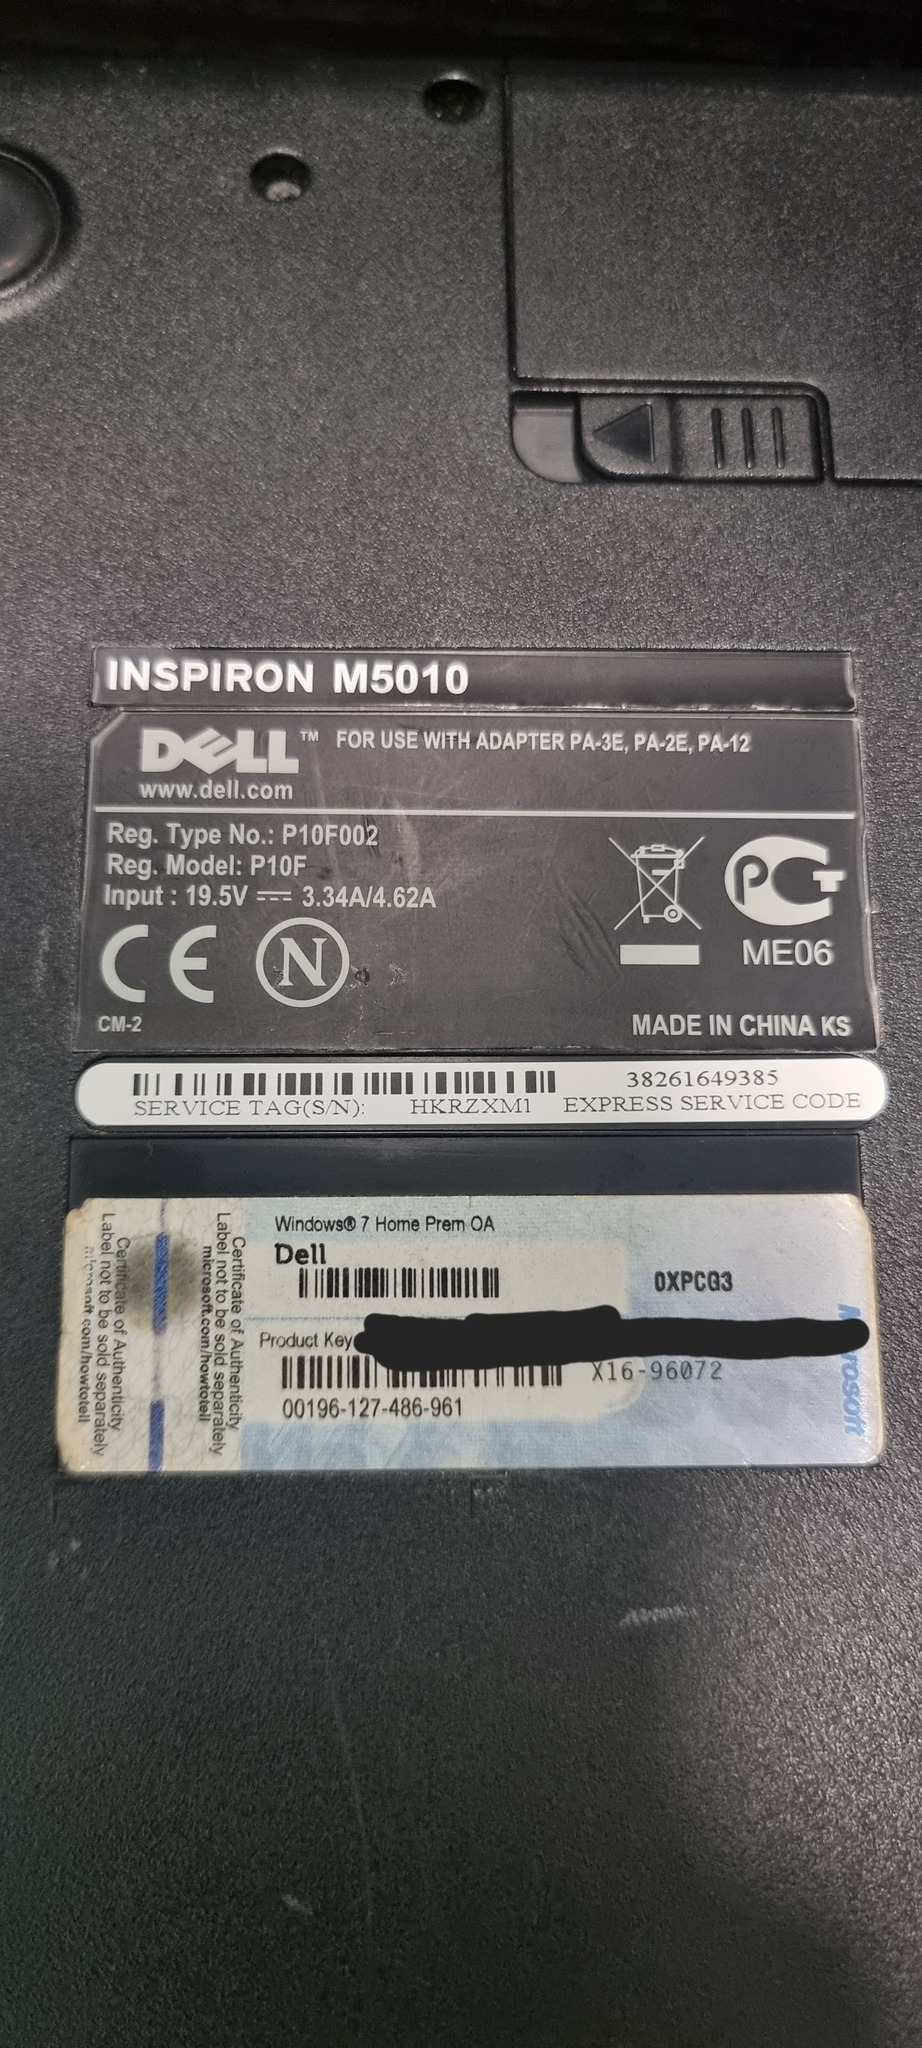 INSPIRON M5010
DELL™ FOR USE WITH ADAPTER PA-3E, PA-2E, PA-12
www.dell.com
Reg. Type No.: P10F002
Reg. Model: P10F
Input : 19.5V ⎓ 3.34A/4.62A
CE N
PG
ME06
CM-2
MADE IN CHINA KS
38261649385
SERVICE TAG(S/N): HKRZXM1 EXPRESS SERVICE CODE
Certificate of Authenticity
Label not to be sold separately
microsoft.com/howtotell
Certificate of Authenticity
Label not to be sold separately
microsoft.com/howtotell
Windows® 7 Home Prem OA
Dell
0XPCG3
Product Key
X16-96072
00196-127-486-961